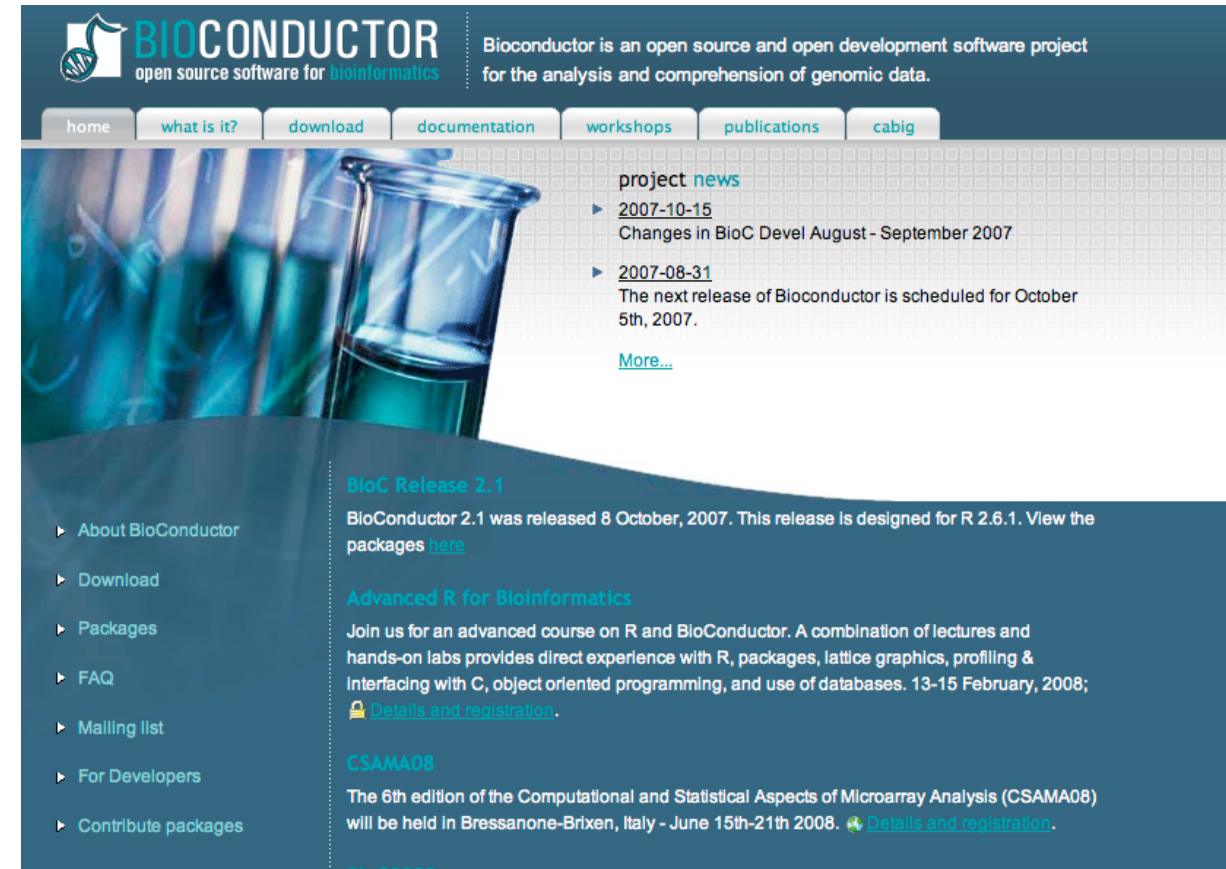 BIOCONDUCTOR
open source software for bioinformatics
Bioconductor is an open source and open development software project
for the analysis and comprehension of genomic data.
home
what is it?
download
documentation
workshops
publications
cabig
project news
2007-10-15
Changes in BioC Devel August - September 2007
2007-08-31
The next release of Bioconductor is scheduled for October
5th, 2007.
More...
About BioConductor
Download
Packages
FAQ
Mailing list
For Developers
Contribute packages
BioC Release 2.1
BioConductor 2.1 was released 8 October, 2007. This release is designed for R 2.6.1. View the
packages here
Advanced R for Bioinformatics
Join us for an advanced course on R and BioConductor. A combination of lectures and
hands-on labs provides direct experience with R, packages, lattice graphics, profiling &
interfacing with C, object oriented programming, and use of databases. 13-15 February, 2008;
Details and registration.
CSAMA08
The 6th edition of the Computational and Statistical Aspects of Microarray Analysis (CSAMA08)
will be held in Bressanone-Brixen, Italy - June 15th-21th 2008. Details and registration.